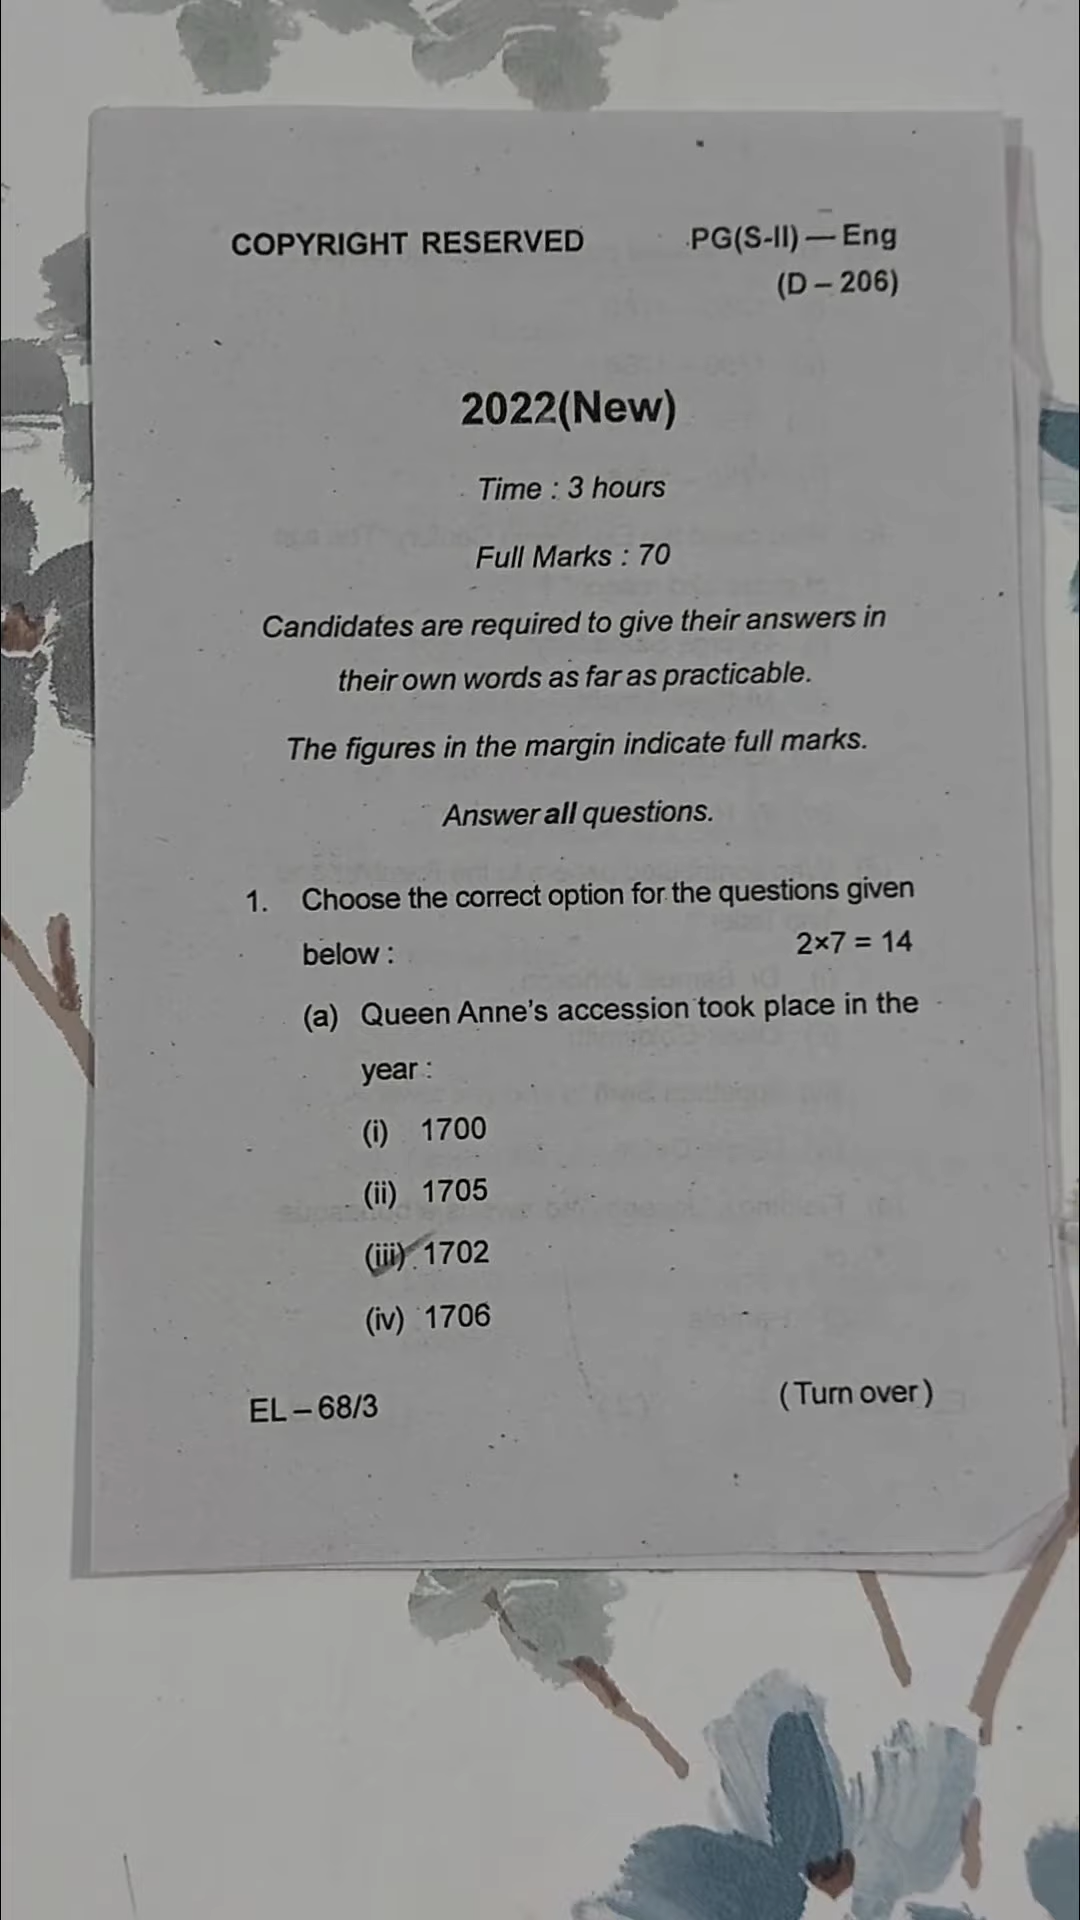 COPYRIGHT RESERVED PG(S-II) — Eng
(D – 206)
2022(New)
Time : 3 hours
Full Marks : 70
Candidates are required to give their answers in
their own words as far as practicable.
The figures in the margin indicate full marks.
Answer all questions.
1. Choose the correct option for the questions given
below : 2×7 = 14
(a) Queen Anne's accession took place in the
year :
(i) 1700
(ii) 1705
(iii) 1702
(iv) 1706
EL – 68/3 (Turn over)